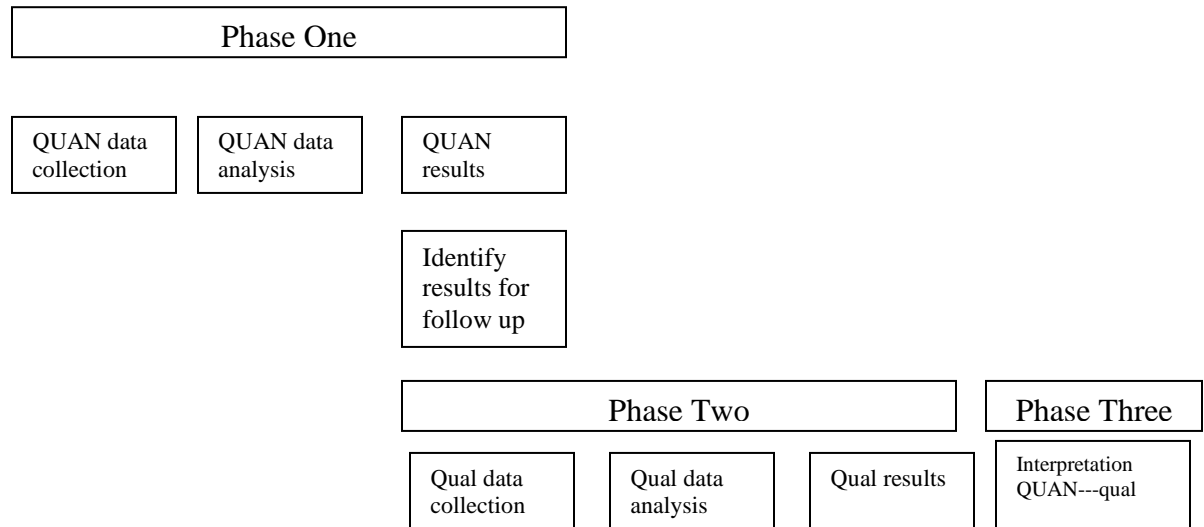 Phase One
QUAN data
collection
QUAN data
analysis
QUAN
results
Identify
results for
follow up
Phase Two
Phase Three
Qual data
collection
Qual data
analysis
Qual results
Interpretation
QUAN---qual